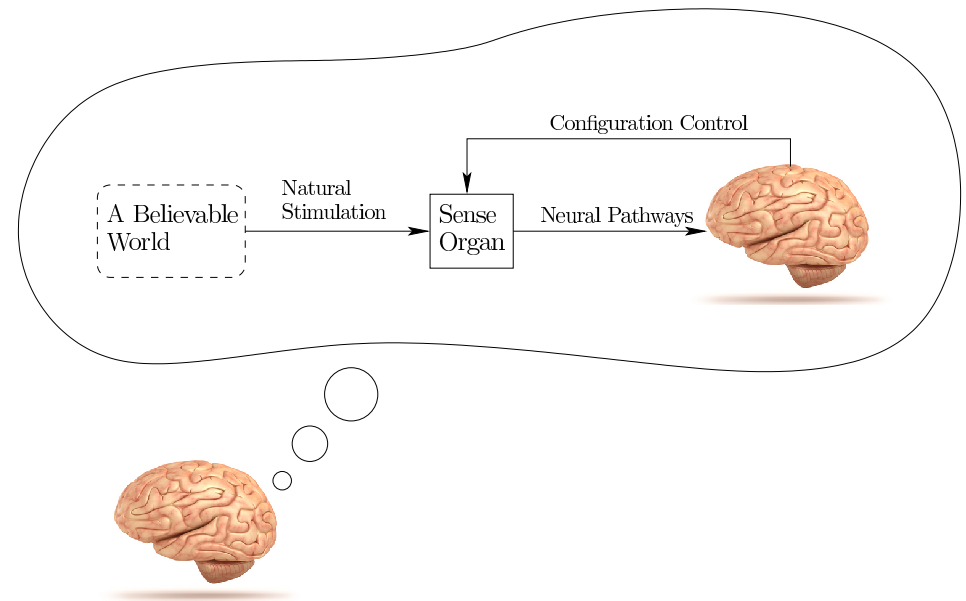 Configuration Control
Natural
Stimulation
A Believable
World
Sense
Organ
Neural Pathways